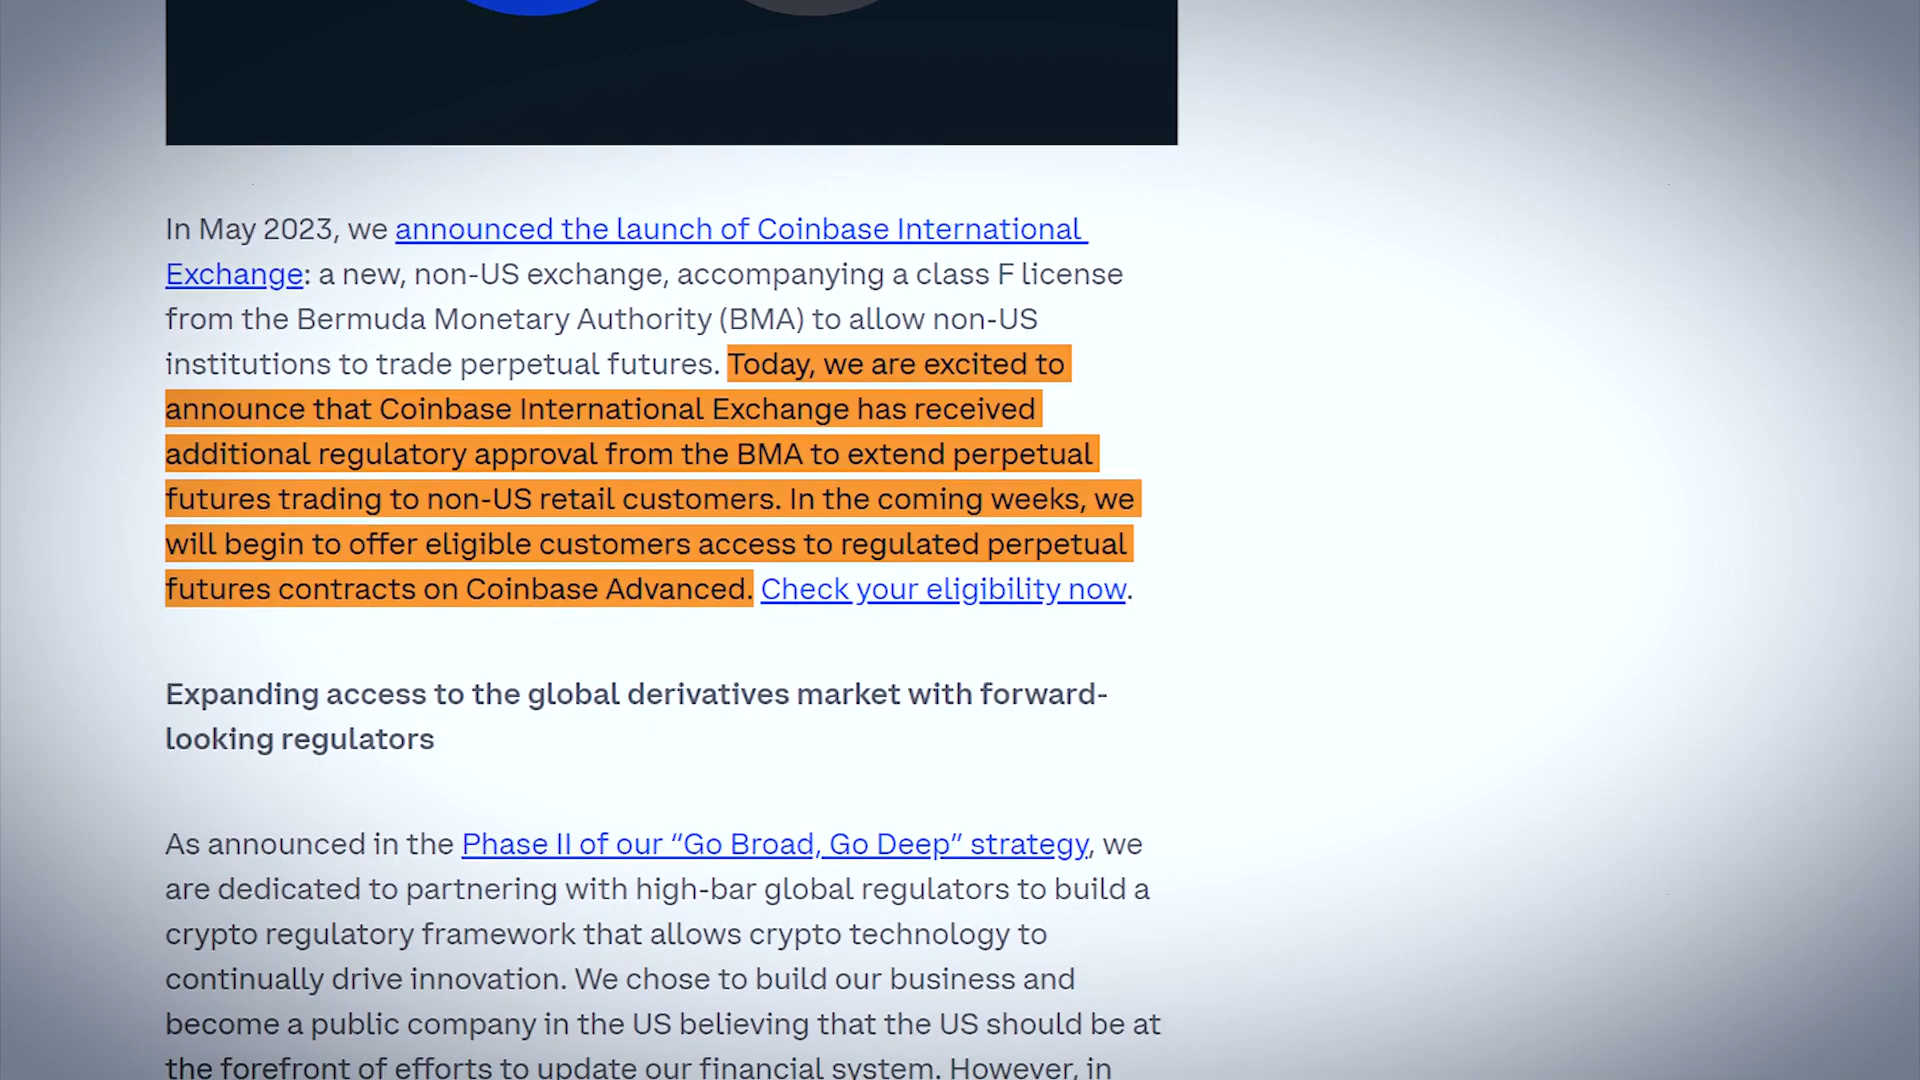 In May 2023, we announced the launch of Coinbase International
Exchange: a new, non-US exchange, accompanying a class F license
from the Bermuda Monetary Authority (BMA) to allow non-US
institutions to trade perpetual futures. Today, we are excited to
announce that Coinbase International Exchange has received
additional regulatory approval from the BMA to extend perpetual
futures trading to non-US retail customers. In the coming weeks, we
will begin to offer eligible customers access to regulated perpetual
futures contracts on Coinbase Advanced. Check your eligibility now.
Expanding access to the global derivatives market with forward-
looking regulators
As announced in the Phase II of our “Go Broad, Go Deep” strategy, we
are dedicated to partnering with high-bar global regulators to build a
crypto regulatory framework that allows crypto technology to
continually drive innovation. We chose to build our business and
become a public company in the US believing that the US should be at
the forefront of efforts to update our financial system. However, in